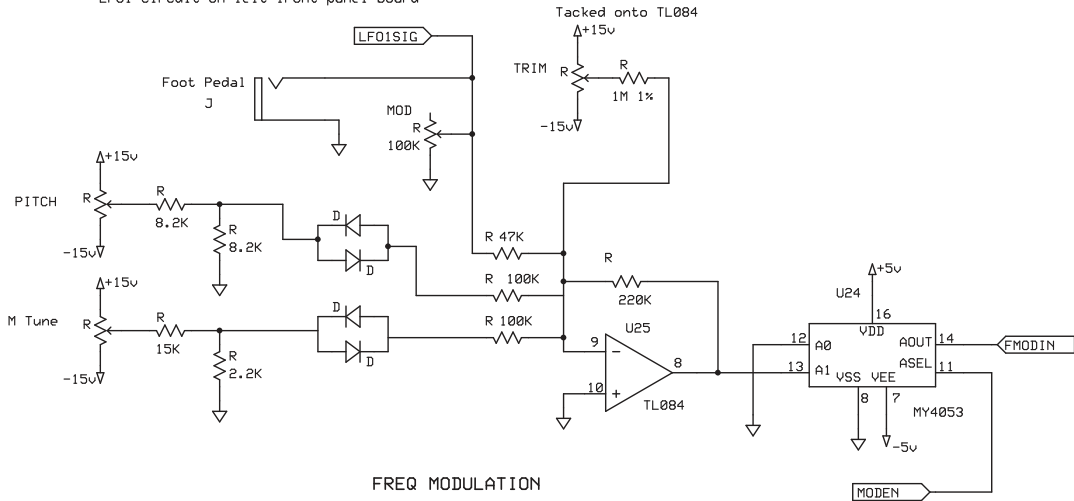 Tacked onto TL084
+15v
LFO1SIG
TRIM
R
R
1M 1%
-15v
Foot Pedal
J
MOD
R
100K
+15v
PITCH
R
R
8.2K
R
8.2K
-15v
D
D
R 47K
R 100K
R
220K
+15v
M Tune
R
R
15K
R
2.2K
-15v
D
D
R 100K
U25
9
-
10
+
8
TL084
+5v
U24
16
VDD
12
A0
AOUT
14
FMODIN
13
A1
ASEL
11
VSS
VEE
8
7
MY4053
-5v
MODEN
FREQ MODULATION